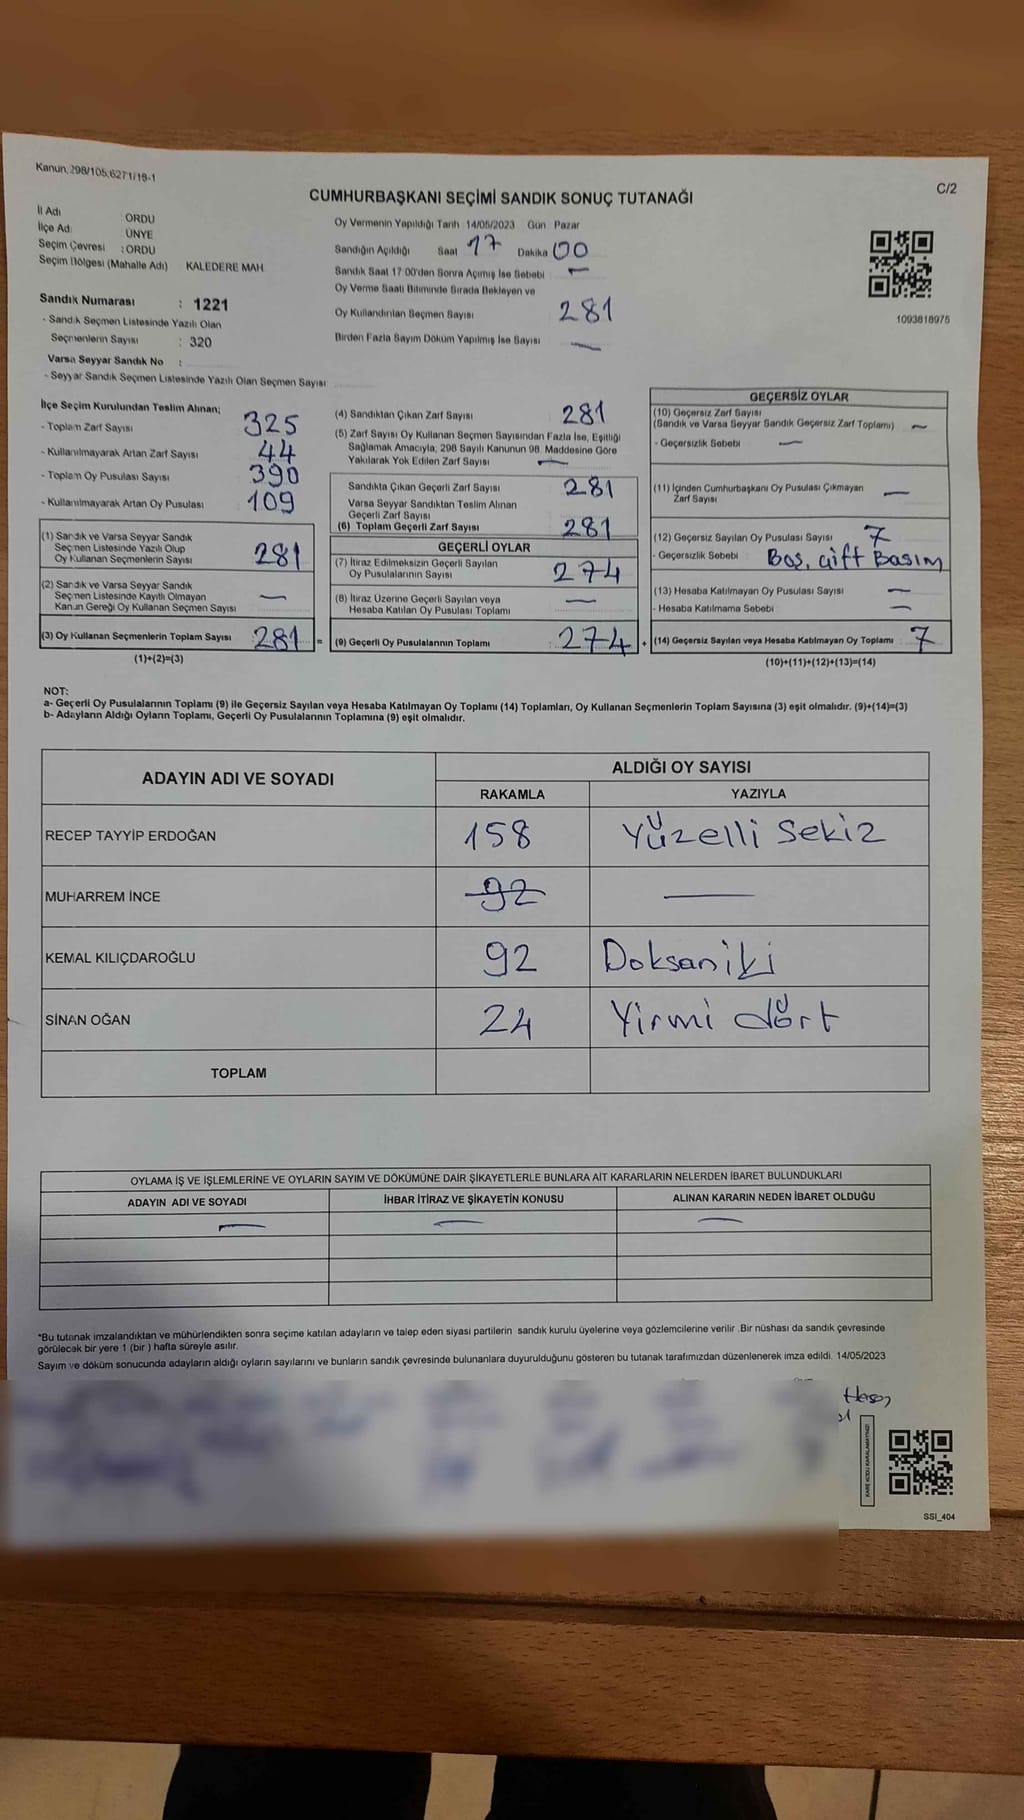 Kanun: 298/105;6271/18-1
C/2
CUMHURBAŞKANI SEÇİMİ SANDIK SONUÇ TUTANAĞI
İl Adı : ORDU
İlçe Adı : ÜNYE
Seçim Çevresi : ORDU
Seçim Bölgesi (Mahalle Adı) KALEDERE MAH.
Sandık Numarası : 1221
- Sandık Seçmen Listesinde Yazılı Olan
Seçmenlerin Sayısı : 320
Varsa Seyyar Sandık No :
- Seyyar Sandık Seçmen Listesinde Yazılı Olan Seçmen Sayısı
Oy Vermenin Yapıldığı Tarih 14/05/2023 Gün Pazar
Sandığın Açıldığı Saat 17 Dakika 00
Sandık Saat 17:00'den Sonra Açılmış İse Sebebi —
Oy Verme Saati Bitiminde Sırada Bekleyen ve
Oy Kullandırılan Seçmen Sayısı 281
Birden Fazla Sayım Döküm Yapılmış İse Sayısı —
1093818975
İlçe Seçim Kurulundan Teslim Alınan;
- Toplam Zarf Sayısı 325
- Kullanılmayarak Artan Zarf Sayısı 44
- Toplam Oy Pusulası Sayısı 390
- Kullanılmayarak Artan Oy Pusulası 109
(1) Sandık ve Varsa Seyyar Sandık
Seçmen Listesinde Yazılı Olup
Oy Kullanan Seçmenlerin Sayısı 281
(2) Sandık ve Varsa Seyyar Sandık
Seçmen Listesinde Kayıtlı Olmayan
Kanun Gereği Oy Kullanan Seçmen Sayısı —
(3) Oy Kullanan Seçmenlerin Toplam Sayısı 281 =
(1)+(2)=(3)
(4) Sandıktan Çıkan Zarf Sayısı 281
(5) Zarf Sayısı Oy Kullanan Seçmen Sayısından Fazla İse, Eşitliği
Sağlamak Amacıyla, 298 Sayılı Kanunun 98. Maddesine Göre
Yakılarak Yok Edilen Zarf Sayısı —
Sandıkta Çıkan Geçerli Zarf Sayısı 281
Varsa Seyyar Sandıktan Teslim Alınan
Geçerli Zarf Sayısı
(6) Toplam Geçerli Zarf Sayısı 281
GEÇERLİ OYLAR
(7) İtiraz Edilmeksizin Geçerli Sayılan
Oy Pusulalarının Sayısı 274
(8) İtiraz Üzerine Geçerli Sayılan veya
Hesaba Katılan Oy Pusulası Toplamı —
(9) Geçerli Oy Pusulalarının Toplamı : 274 +
GEÇERSİZ OYLAR
(10) Geçersiz Zarf Sayısı
(Sandık ve Varsa Seyyar Sandık Geçersiz Zarf Toplamı) —
- Geçersizlik Sebebi —
(11) İçinden Cumhurbaşkanı Oy Pusulası Çıkmayan
Zarf Sayısı —
(12) Geçersiz Sayılan Oy Pusulası Sayısı 7
- Geçersizlik Sebebi : Boş, çift Basım
(13) Hesaba Katılmayan Oy Pusulası Sayısı —
- Hesaba Katılmama Sebebi —
(14) Geçersiz Sayılan veya Hesaba Katılmayan Oy Toplamı : 7
(10)+(11)+(12)+(13)=(14)
NOT:
a- Geçerli Oy Pusulalarının Toplamı (9) ile Geçersiz Sayılan veya Hesaba Katılmayan Oy Toplamı (14) Toplamları, Oy Kullanan Seçmenlerin Toplam Sayısına (3) eşit olmalıdır. (9)+(14)=(3)
b- Adayların Aldığı Oyların Toplamı, Geçerli Oy Pusulalarının Toplamına (9) eşit olmalıdır.
ADAYIN ADI VE SOYADI
ALDIĞI OY SAYISI
RAKAMLA YAZIYLA
RECEP TAYYİP ERDOĞAN 158 Yüzelli Sekiz
MUHARREM İNCE 92 —
KEMAL KILIÇDAROĞLU 92 Doksaniki
SİNAN OĞAN 24 Yirmi dört
TOPLAM
OYLAMA İŞ VE İŞLEMLERİNE VE OYLARIN SAYIM VE DÖKÜMÜNE DAİR ŞİKAYETLERLE BUNLARA AİT KARARLARIN NELERDEN İBARET BULUNDUKLARI
ADAYIN ADI VE SOYADI İHBAR İTİRAZ VE ŞİKAYETİN KONUSU ALINAN KARARIN NEDEN İBARET OLDUĞU
— — —
*Bu tutanak imzalandıktan ve mühürlendikten sonra seçime katılan adayların ve talep eden siyasi partilerin sandık kurulu üyelerine veya gözlemcilerine verilir. Bir nüshası da sandık çevresinde
görülecek bir yere 1 (bir) hafta süreyle asılır.
Sayım ve döküm sonucunda adayların aldığı oyların sayılarını ve bunların sandık çevresinde bulunanlara duyurulduğunu gösteren bu tutanak tarafımızdan düzenlenerek imza edildi. 14/05/2023
KARE KODU KARALAMAYINIZ!
SSI_404